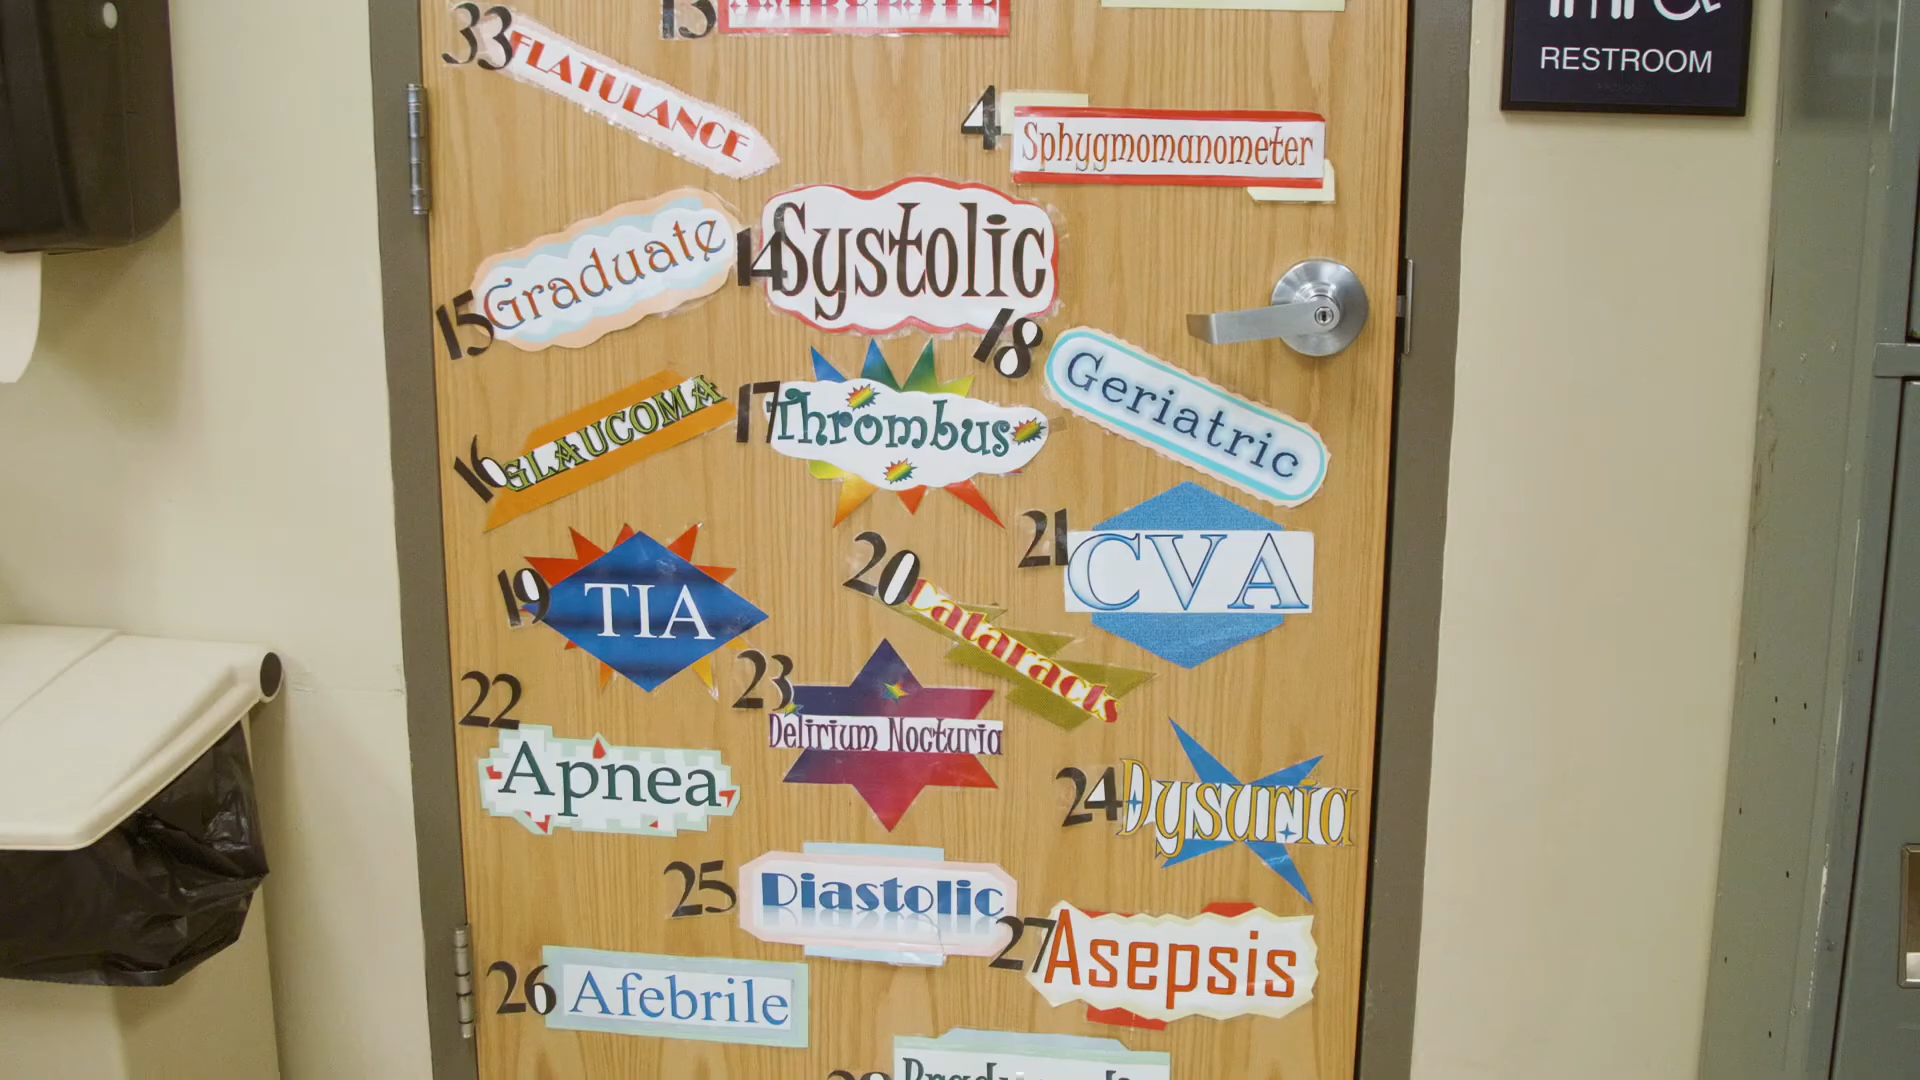 13
33 FLATULANCE
RESTROOM
4 Sphygmomanometer
14 Systolic
15 Graduate
18 Geriatric
17 Thrombus
16 GLAUCOMA
21 CVA
20 Cataracts
19 TIA
23 Delirium Nocturia
22 Apnea
24 Dysuria
25 Diastolic
27 Asepsis
26 Afebrile